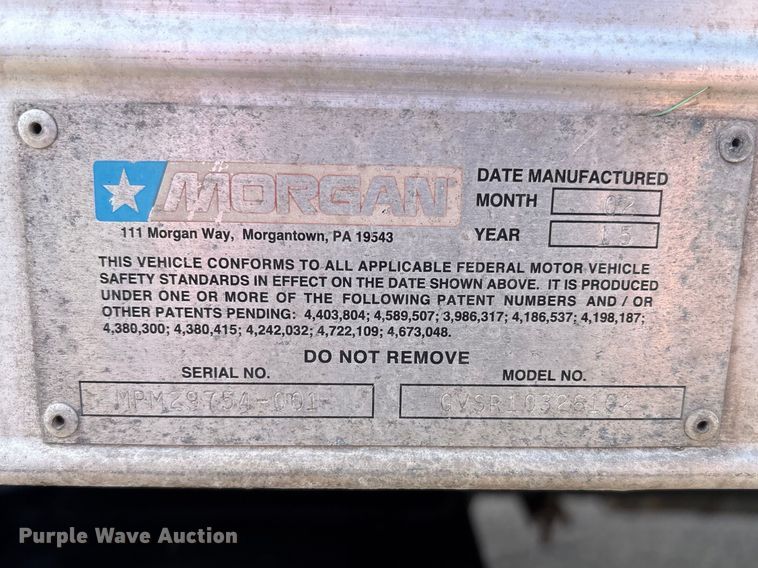 MORGAN
111 Morgan Way, Morgantown, PA 19543
DATE MANUFACTURED
MONTH 02
YEAR 15
THIS VEHICLE CONFORMS TO ALL APPLICABLE FEDERAL MOTOR VEHICLE
SAFETY STANDARDS IN EFFECT ON THE DATE SHOWN ABOVE. IT IS PRODUCED
UNDER ONE OR MORE OF THE FOLLOWING PATENT NUMBERS AND / OR
OTHER PATENTS PENDING: 4,403,804; 4,589,507; 3,986,317; 4,186,537; 4,198,187;
4,380,300; 4,380,415; 4,242,032; 4,722,109; 4,673,048.
DO NOT REMOVE
SERIAL NO.
MPM29754-001
MODEL NO.
Purple Wave Auction